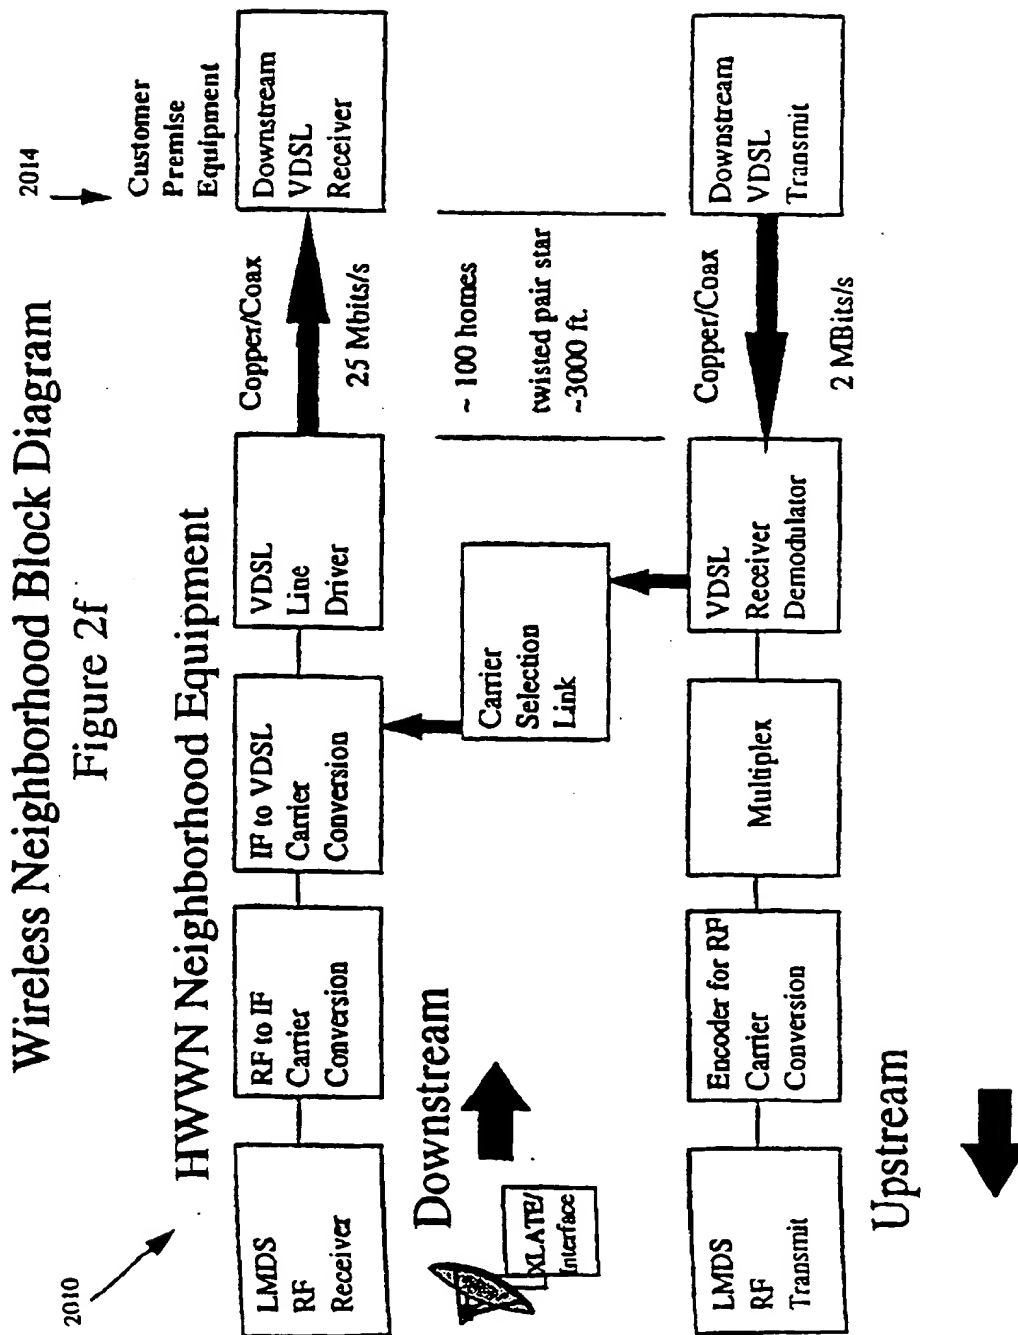 Wireless Neighborhood Block Diagram
Figure 2f
2010
HWWN Neighborhood Equipment
2014
Customer
Premise
Equipment
LMDS
RF
Receiver
RF to IF
Carrier
Conversion
IF to VDSL
Carrier
Conversion
VDSL
Line
Driver
Copper/Coax
25 Mbits/s
Downstream
VDSL
Receiver
Downstream
XLATE/
Interface
Carrier
Selection
Link
~ 100 homes
twisted pair star
~3000 ft.
LMDS
RF
Transmit
Encoder for RF
Carrier
Conversion
Multiplex
VDSL
Receiver
Demodulator
Copper/Coax
2 MBits/s
Downstream
VDSL
Transmit
Upstream